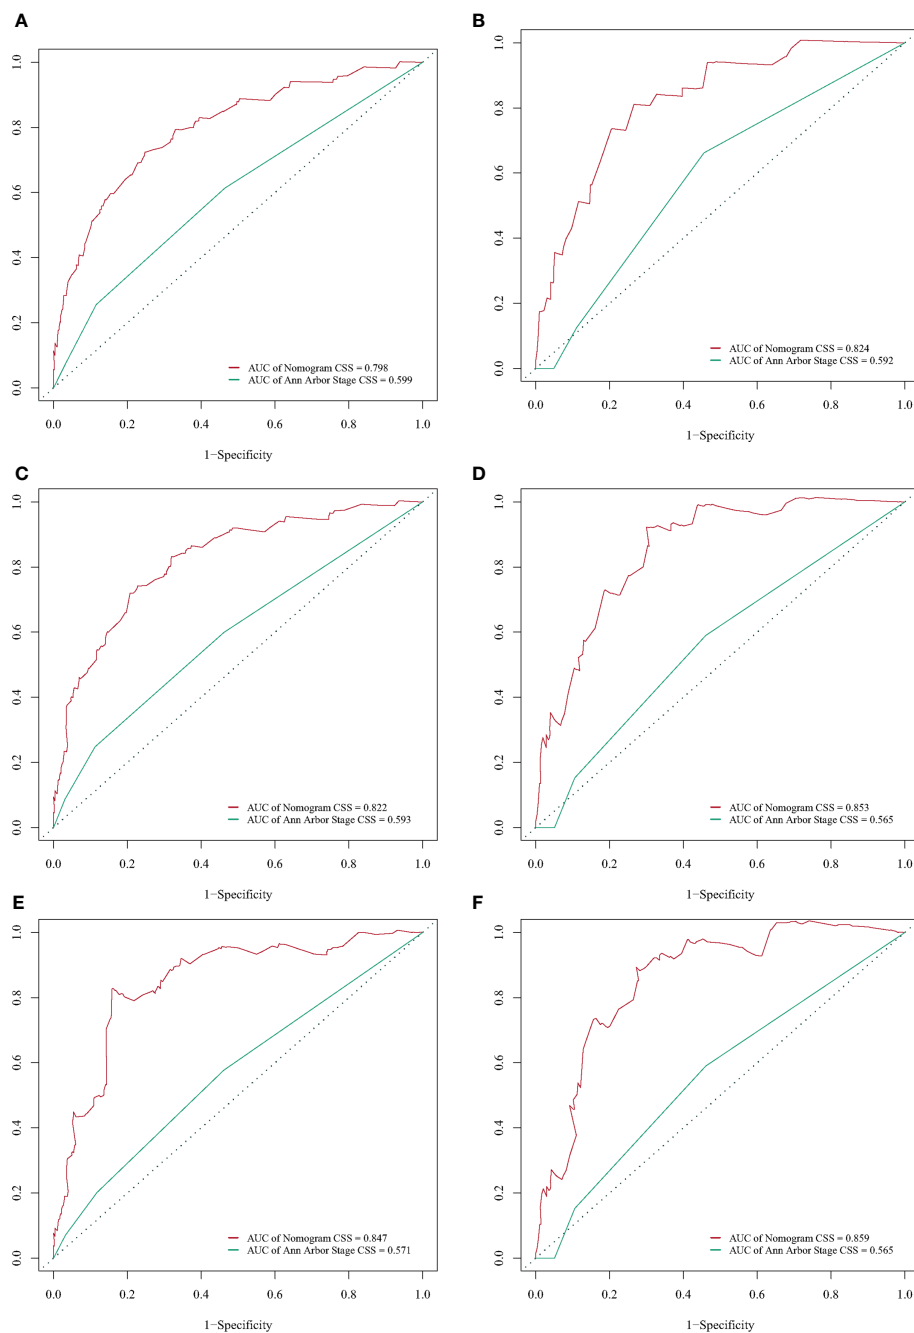 A
1.0
0.8
0.6
0.4
0.2
0.0
AUC of Nomogram CSS = 0.798
AUC of Ann Arbor Stage CSS = 0.599
0.0 0.2 0.4 0.6 0.8 1.0
1−Specificity
B
1.0
0.8
0.6
0.4
0.2
0.0
AUC of Nomogram CSS = 0.824
AUC of Ann Arbor Stage CSS = 0.592
0.0 0.2 0.4 0.6 0.8 1.0
1−Specificity
C
1.0
0.8
0.6
0.4
0.2
0.0
AUC of Nomogram CSS = 0.822
AUC of Ann Arbor Stage CSS = 0.593
0.0 0.2 0.4 0.6 0.8 1.0
1−Specificity
D
1.0
0.8
0.6
0.4
0.2
0.0
AUC of Nomogram CSS = 0.853
AUC of Ann Arbor Stage CSS = 0.565
0.0 0.2 0.4 0.6 0.8 1.0
1−Specificity
E
1.0
0.8
0.6
0.4
0.2
0.0
AUC of Nomogram CSS = 0.847
AUC of Ann Arbor Stage CSS = 0.571
0.0 0.2 0.4 0.6 0.8 1.0
1−Specificity
F
1.0
0.8
0.6
0.4
0.2
0.0
AUC of Nomogram CSS = 0.859
AUC of Ann Arbor Stage CSS = 0.565
0.0 0.2 0.4 0.6 0.8 1.0
1−Specificity